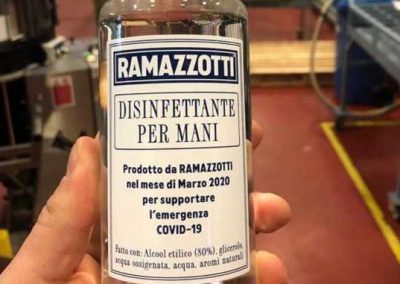 RAMAZZOTTI
DISINFETTANTE
PER MANI
Prodotto da RAMAZZOTTI
nel mese di Marzo 2020
per supportare
l'emergenza
COVID-19
Fatto con: Alcool etilico (80%), glicerolo,
acqua ossigenata, acqua, aromi naturali